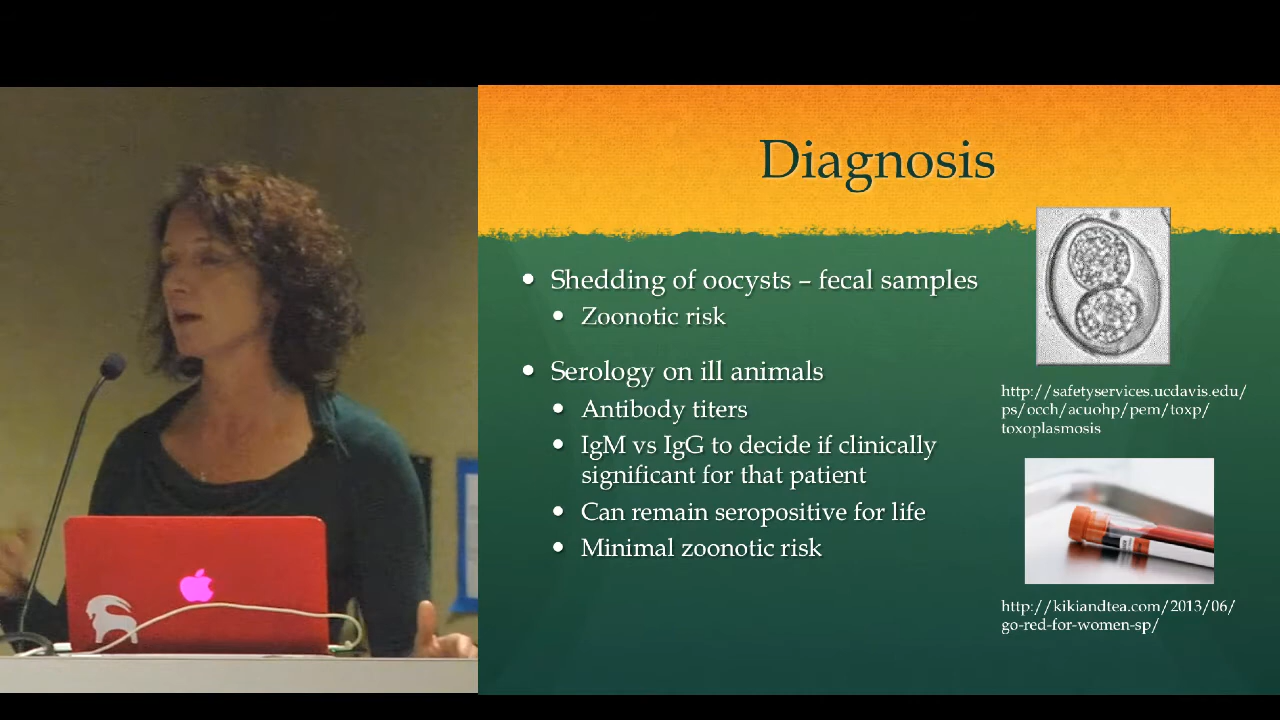 Diagnosis
• Shedding of oocysts – fecal samples
• Zoonotic risk
• Serology on ill animals
• Antibody titers
• IgM vs IgG to decide if clinically
significant for that patient
• Can remain seropositive for life
• Minimal zoonotic risk
http://safetyservices.ucdavis.edu/
ps/occh/acuohp/pem/toxp/
toxoplasmosis
http://kikiandtea.com/2013/06/
go-red-for-women-sp/